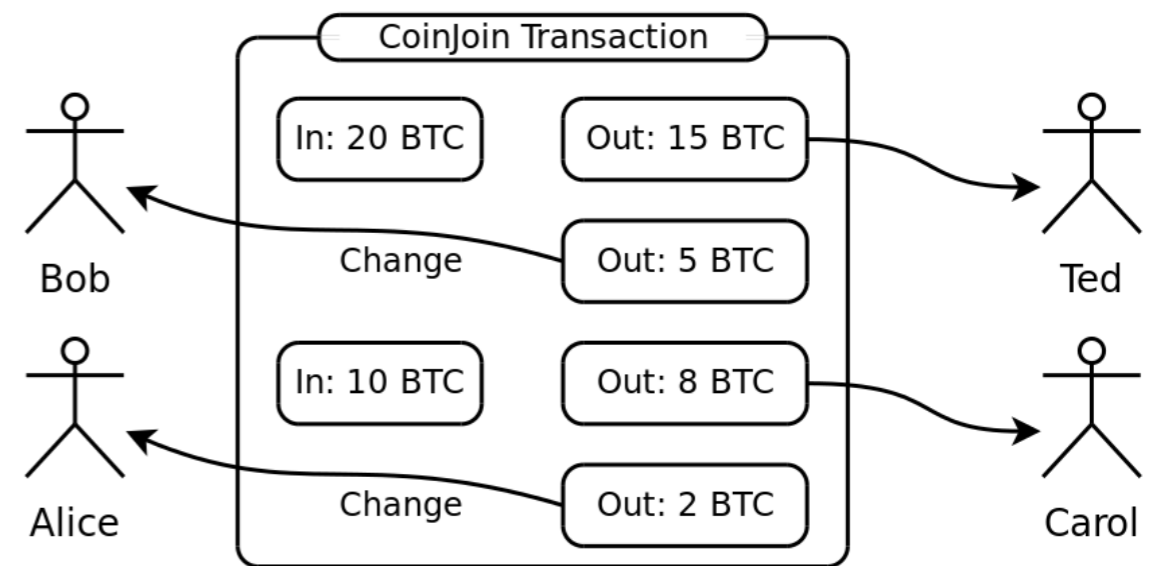 CoinJoin Transaction
In: 20 BTC
Out: 15 BTC
Change
Out: 5 BTC
Bob
Ted
In: 10 BTC
Out: 8 BTC
Change
Out: 2 BTC
Alice
Carol